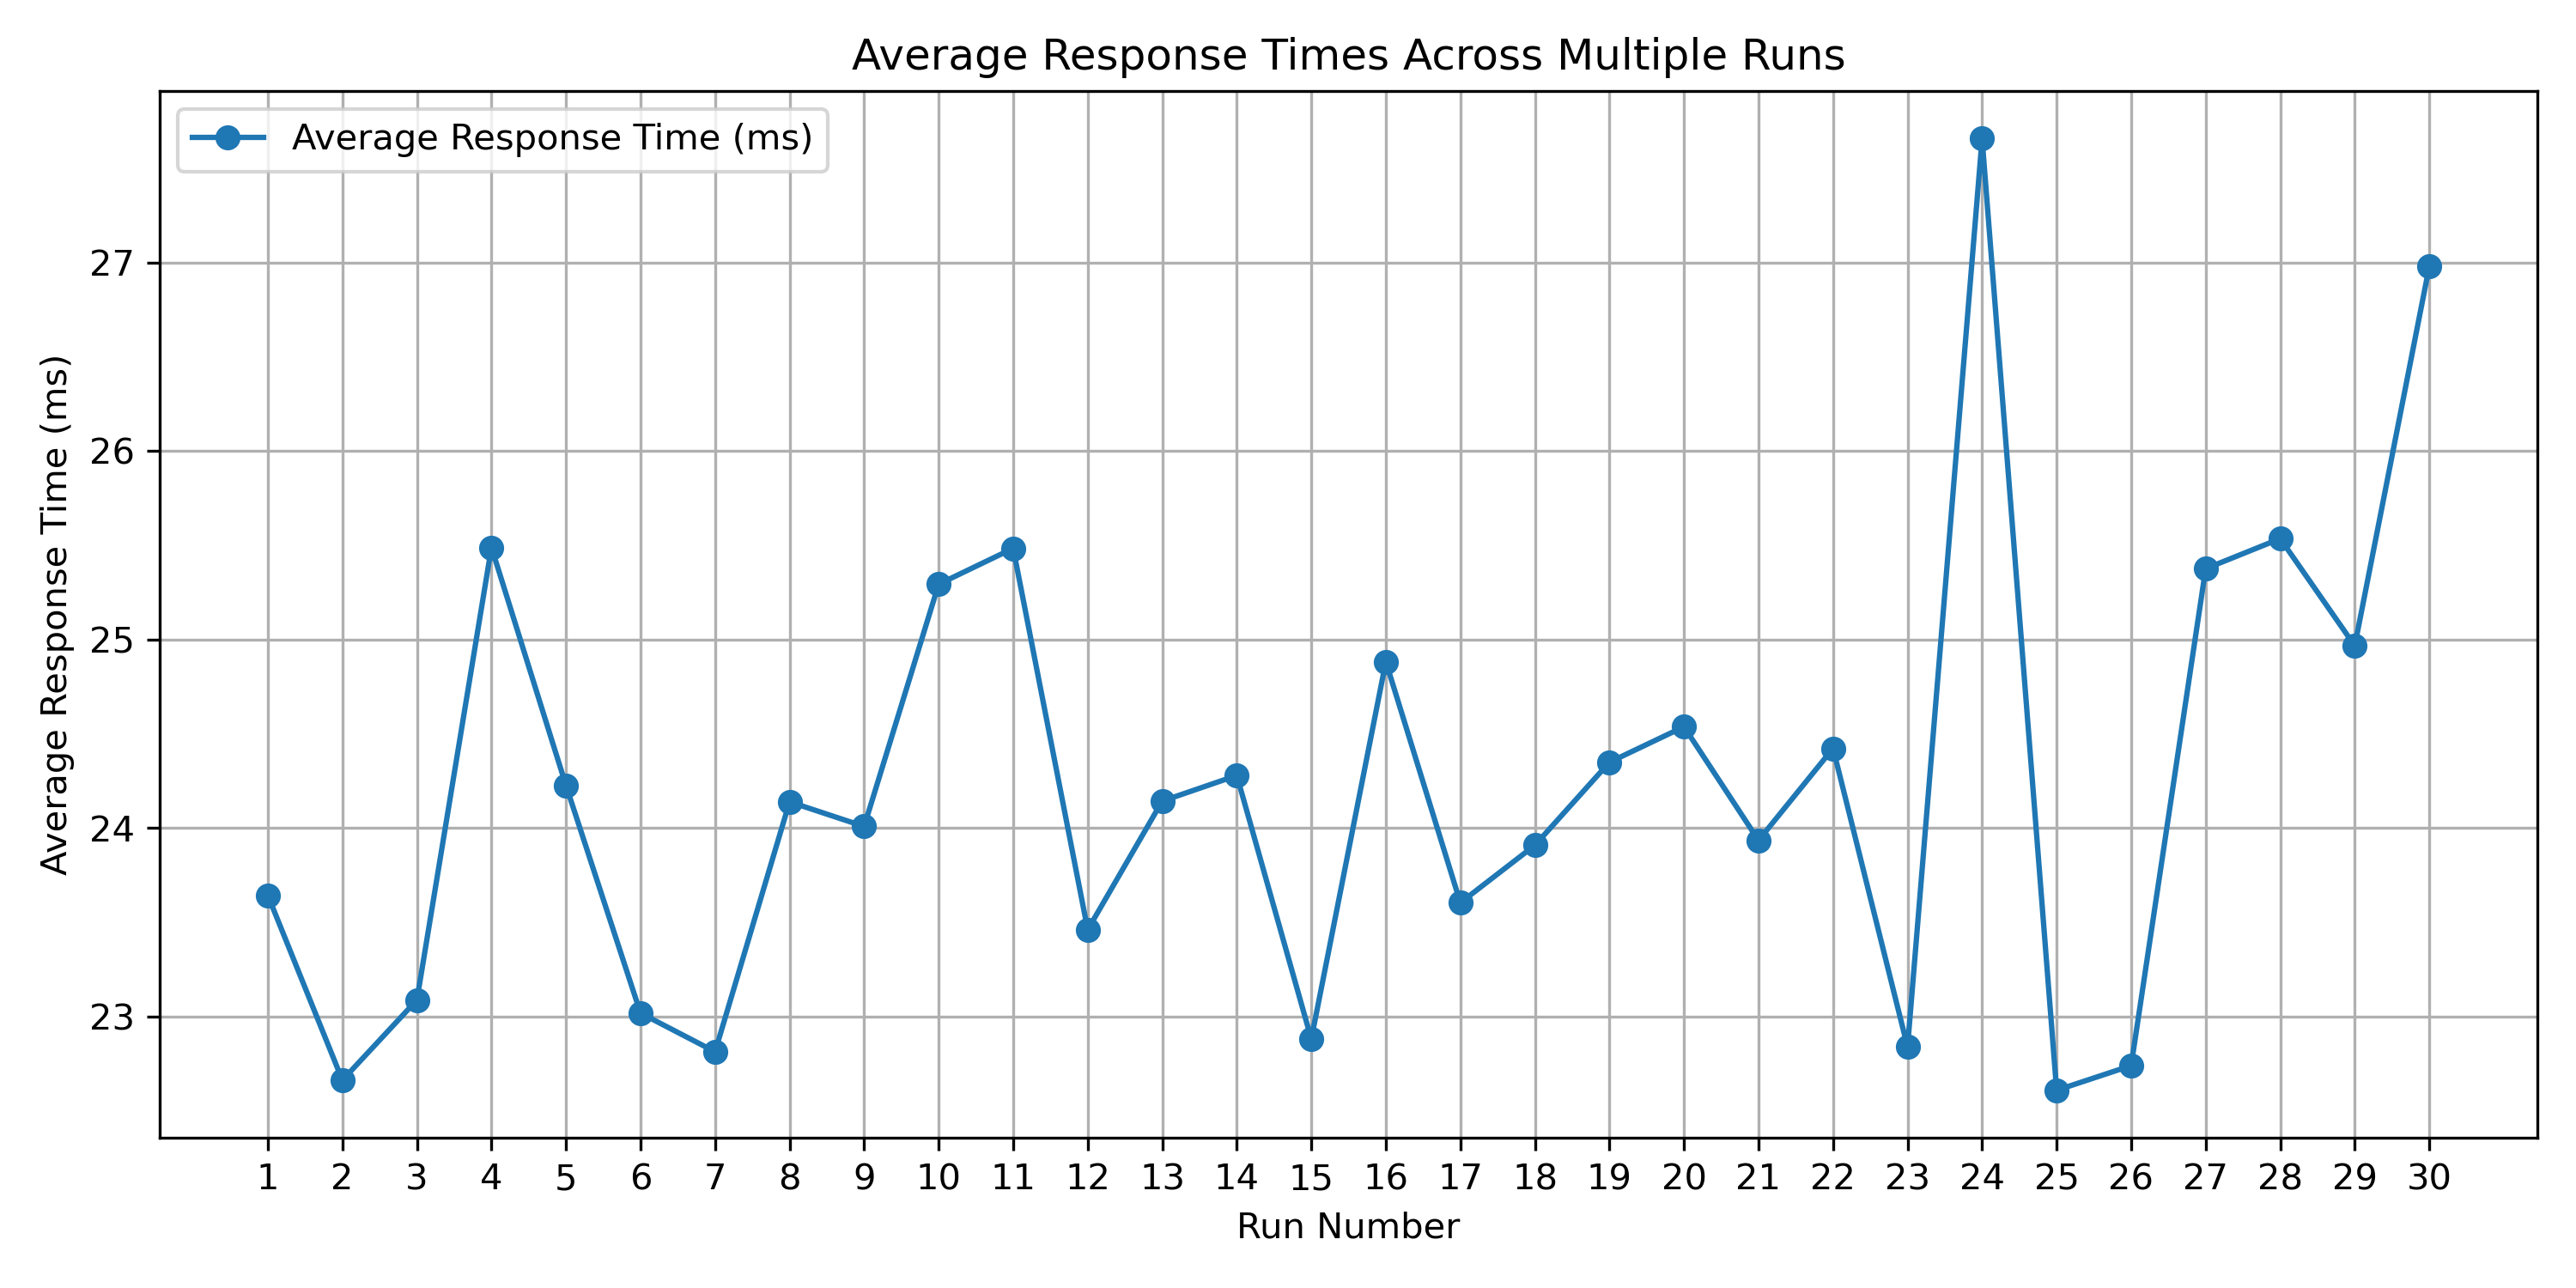 Average Response Times Across Multiple Runs
Average Response Time (ms)
Average Response Time (ms)
27
26
25
24
23
1 2 3 4 5 6 7 8 9 10 11 12 13 14 15 16 17 18 19 20 21 22 23 24 25 26 27 28 29 30
Run Number